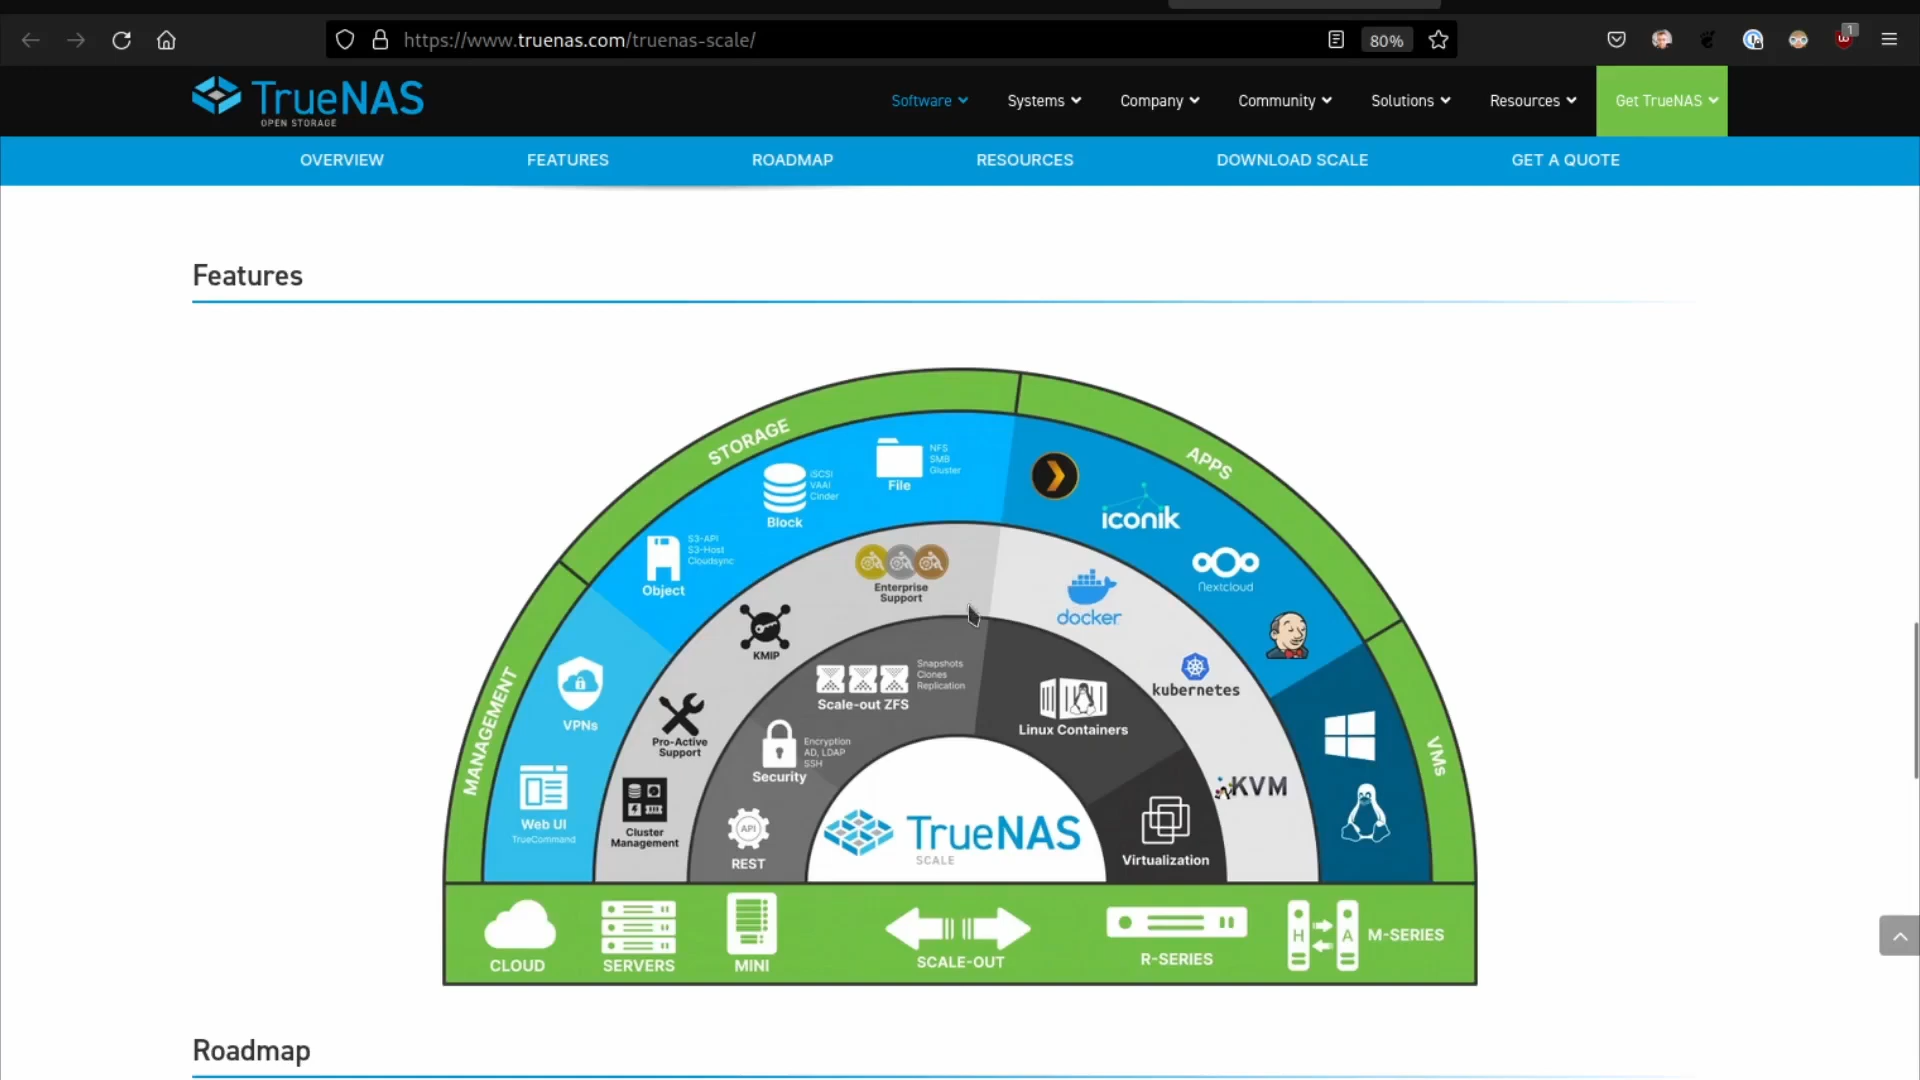 https://www.truenas.com/truenas-scale/
80%
1
TrueNAS
OPEN STORAGE
Software
Systems
Company
Community
Solutions
Resources
Get TrueNAS
OVERVIEW
FEATURES
ROADMAP
RESOURCES
DOWNLOAD SCALE
GET A QUOTE
Features
STORAGE
APPS
MANAGEMENT
VMs
File
NFS
SMB
Gluster
Block
iSCSI
VAAI
Cinder
Object
S3-API
S3-Host
Cloudsync
VPNs
Web UI
TrueCommand
iconik
Nextcloud
Enterprise
Support
KMIP
Pro-Active
Support
Cluster
Management
docker
kubernetes
KVM
Scale-out ZFS
Snapshots
Clones
Replication
Security
Encryption
AD, LDAP
SSH
API
REST
Linux Containers
Virtualization
TrueNAS
SCALE
CLOUD
SERVERS
MINI
SCALE-OUT
R-SERIES
H
A
M-SERIES
Roadmap